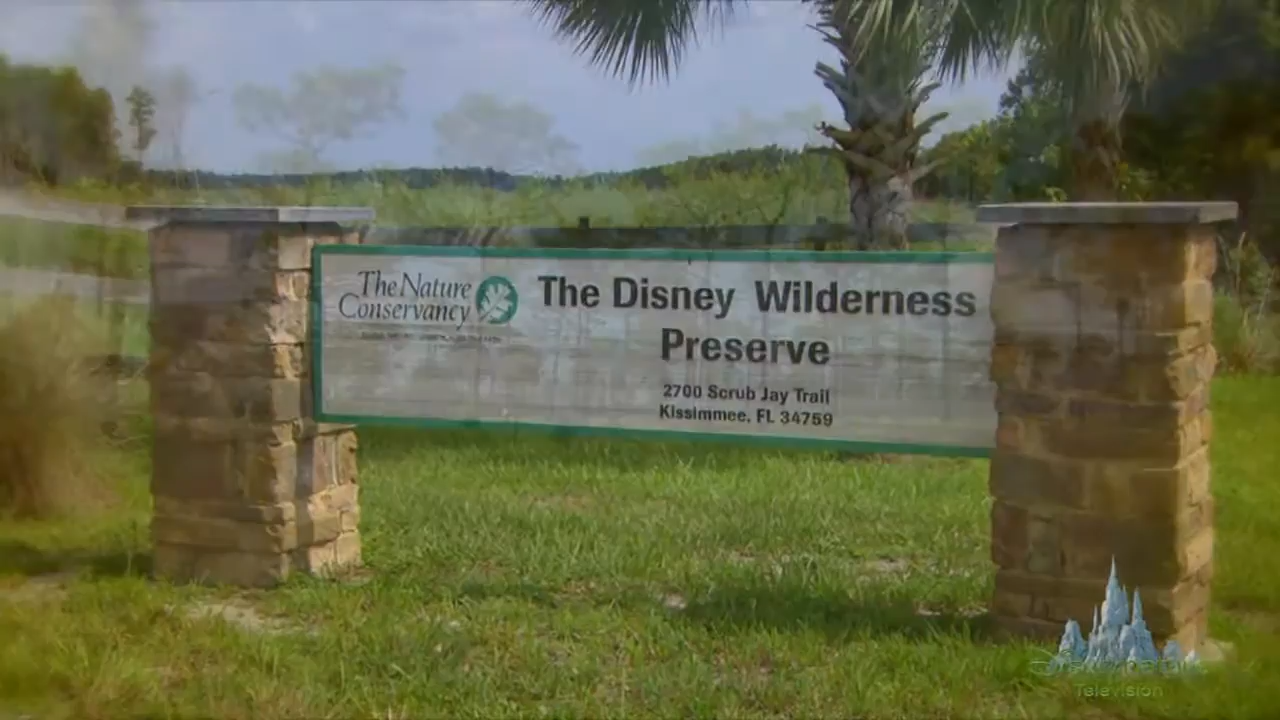 The Nature
Conservancy
The Disney Wilderness
Preserve
2700 Scrub Jay Trail
Kissimmee, FL 34759
Television